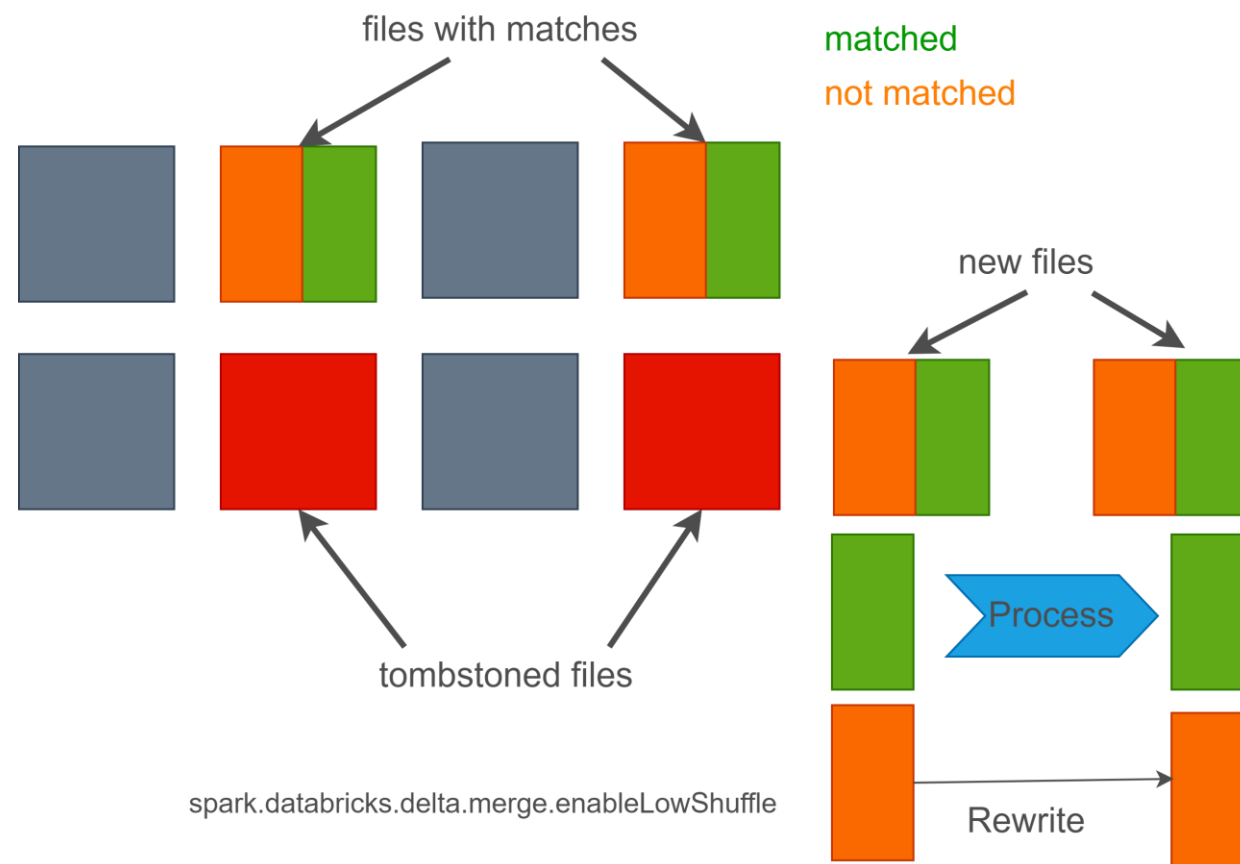 files with matches
matched
not matched
new files
Process
tombstoned files
spark.databricks.delta.merge.enableLowShuffle
Rewrite